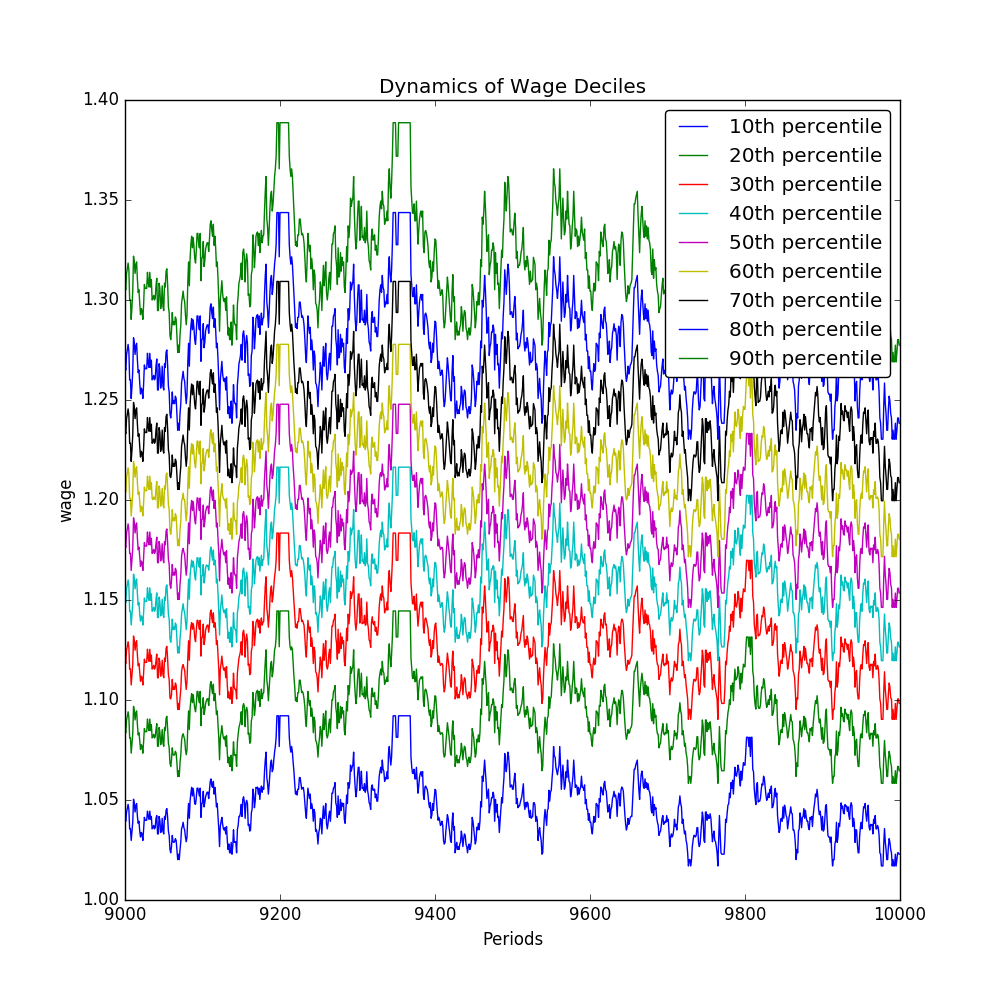 Dynamics of Wage Deciles
1.40
1.35
1.30
1.25
1.20
1.15
1.10
1.05
1.00
wage
10th percentile
20th percentile
30th percentile
40th percentile
50th percentile
60th percentile
70th percentile
80th percentile
90th percentile
9000 9200 9400 9600 9800 10000
Periods